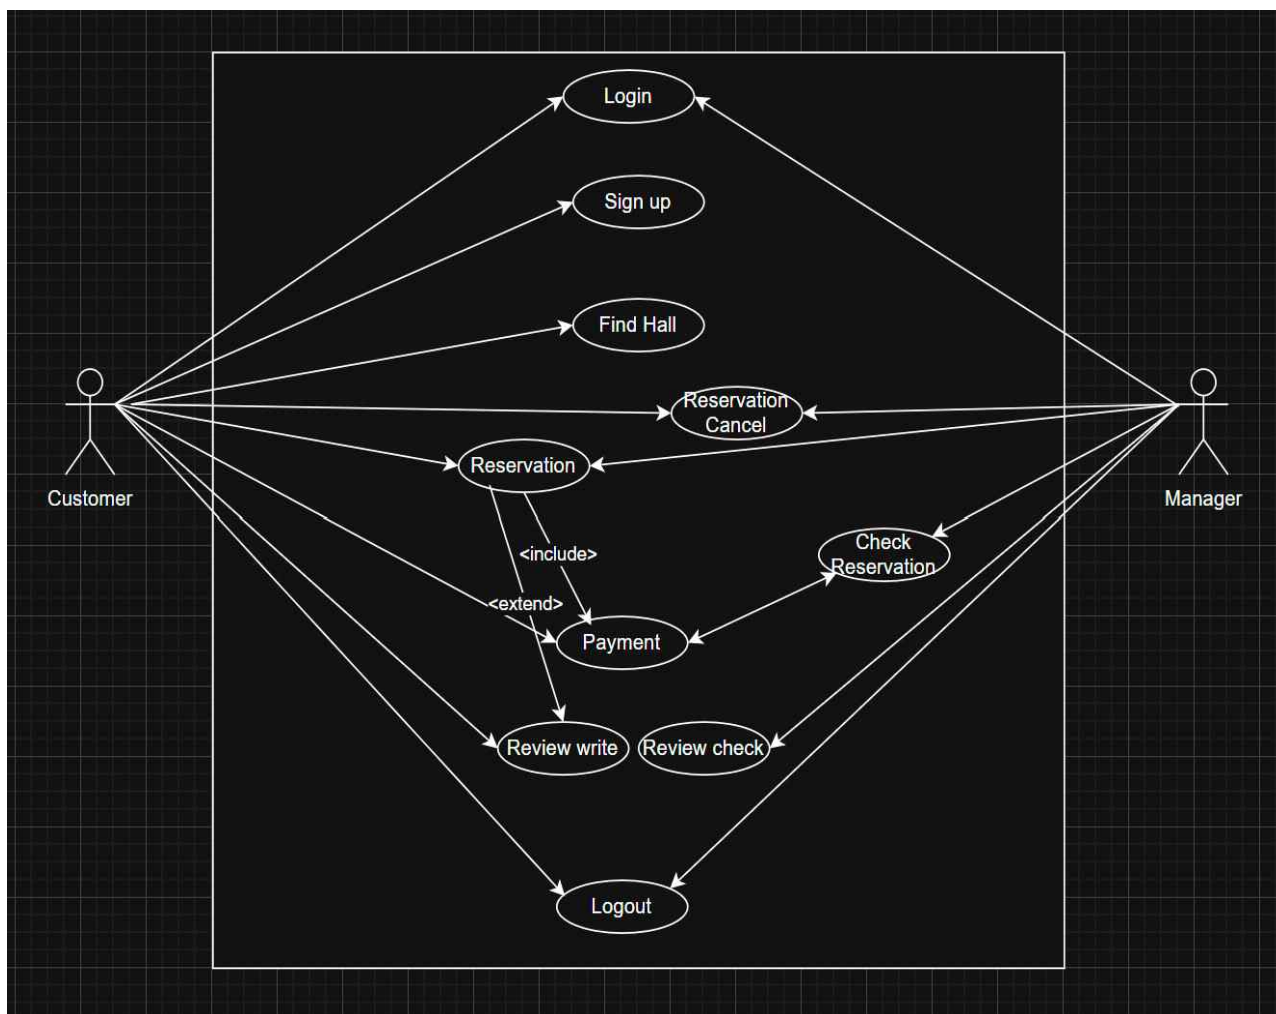 Login
Sign up
Find Hall
Reservation
Cancel
Reservation
Customer
Manager
Check
Reservation
<include>
<extend>
Payment
Review write
Review check
Logout